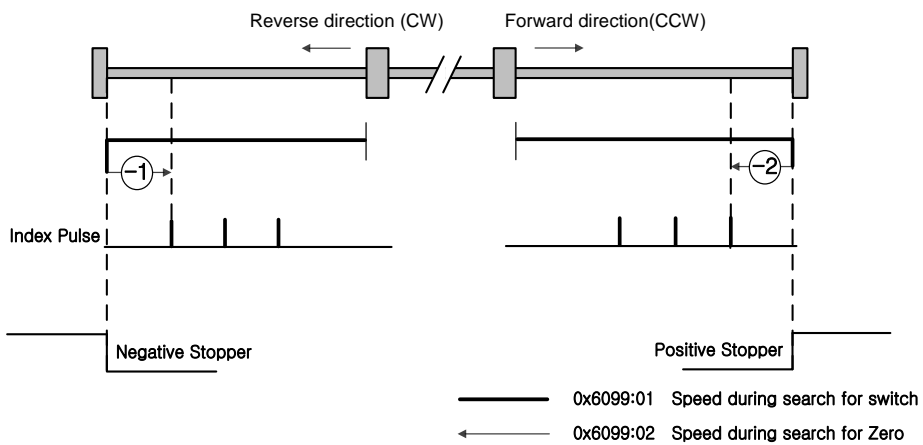 Reverse direction (CW)
Forward direction(CCW)
-1
-2
Index Pulse
Negative Stopper
Positive Stopper
0x6099:01 Speed during search for switch
0x6099:02 Speed during search for Zero